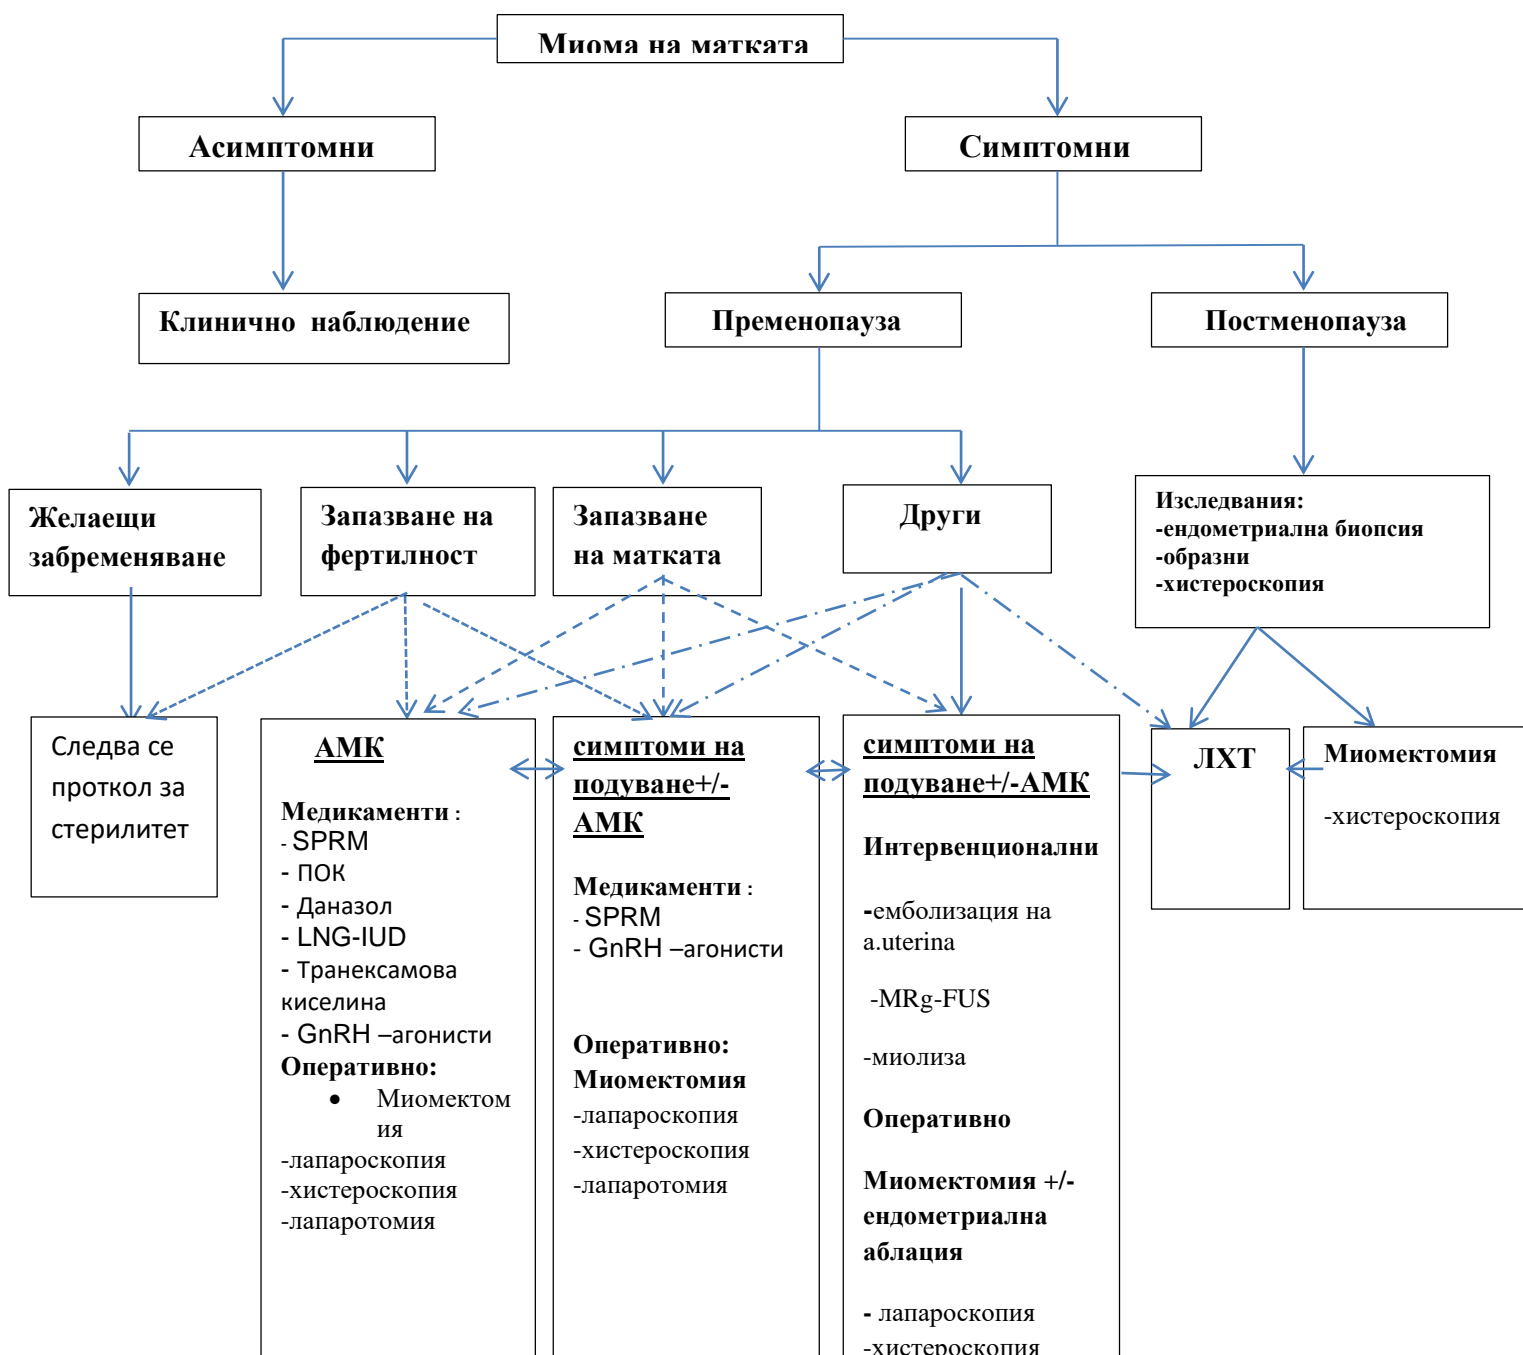 Миома на матката
Асимптомни
Симптомни
Клинично наблюдение
Пременопауза
Постменопауза
Желаещи
забременяване
Запазване на
фертилност
Запазване
на матката
Други
Изследвания:
-ендометриална биопсия
-образни
-хистероскопия
Следва се
проткол за
стерилитет
АМК
Медикаменти :
- SPRM
- ПОК
- Даназол
- LNG-IUD
- Транексамова
киселина
- GnRH –агонисти
Оперативно:
• Миомектом
ия
-лапароскопия
-хистероскопия
-лапаротомия
симптоми на
подуване+/-
АМК
Медикаменти :
- SPRM
- GnRH –агонисти
Оперативно:
Миомектомия
-лапароскопия
-хистероскопия
-лапаротомия
симптоми на
подуване+/-АМК
Интервенционални
-емболизация на
a.uterina
-MRg-FUS
-миолиза
Оперативно
Миомектомия +/-
ендометриална
аблация
- лапароскопия
-хистероскопия
ЛХТ
Миомектомия
-хистероскопия